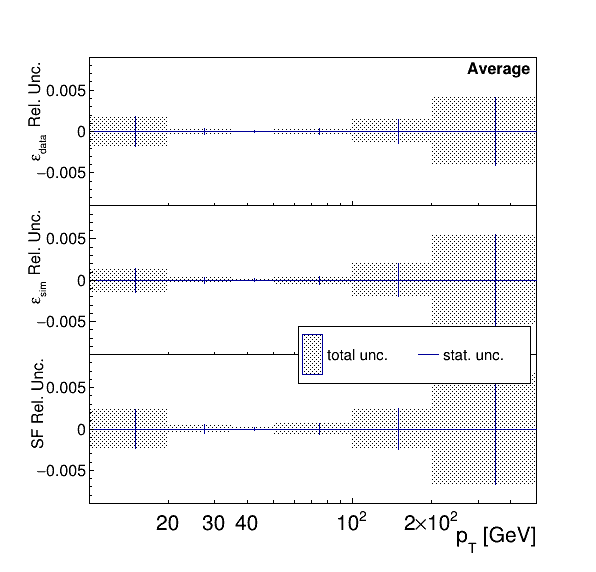 Average
ε_data Rel. Unc.
0.005
0
−0.005
ε_sim Rel. Unc.
0.005
0
−0.005
total unc.
stat. unc.
SF Rel. Unc.
0.005
0
−0.005
20 30 40 10² 2×10²
p_T [GeV]